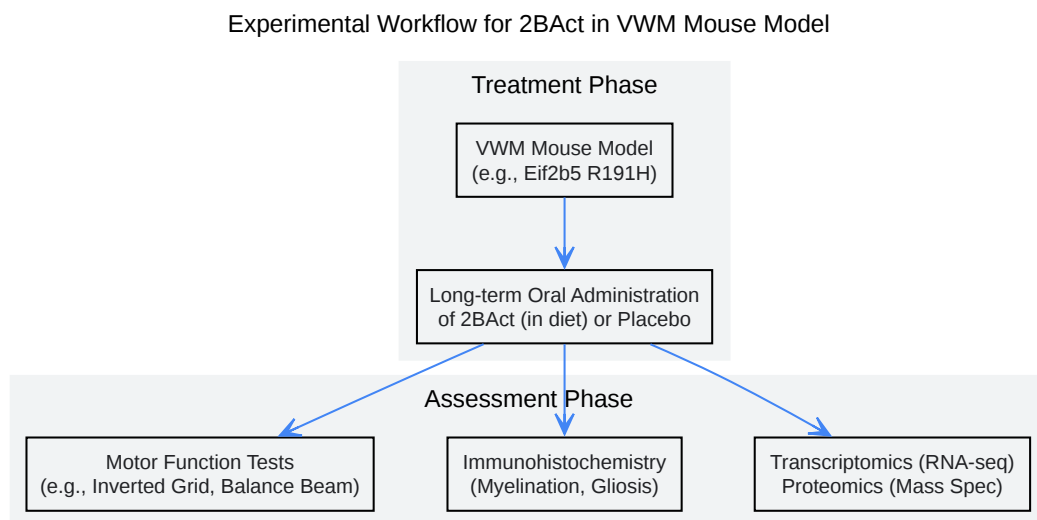 Experimental Workflow for 2BAct in VWM Mouse Model
Treatment Phase
VWM Mouse Model
(e.g., Eif2b5 R191H)
Long-term Oral Administration
of 2BAct (in diet) or Placebo
Assessment Phase
Motor Function Tests
(e.g., Inverted Grid, Balance Beam)
Immunohistochemistry
(Myelination, Gliosis)
Transcriptomics (RNA-seq)
Proteomics (Mass Spec)